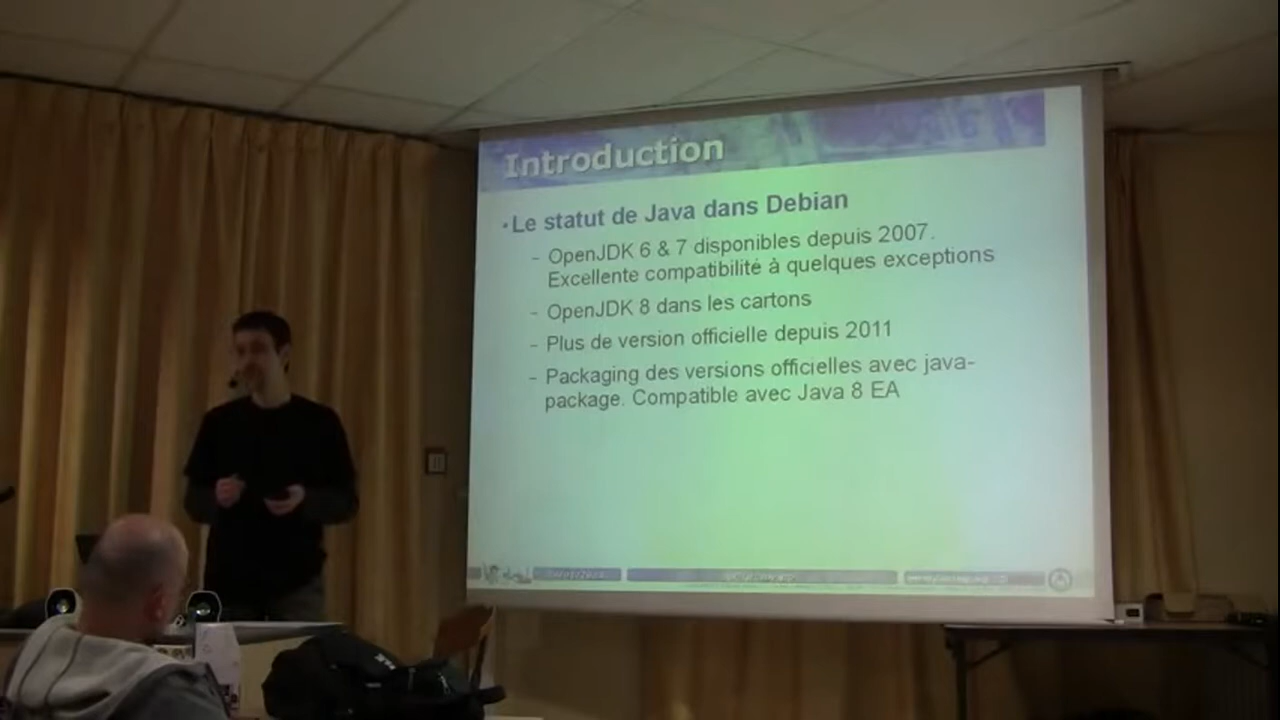 Introduction
• Le statut de Java dans Debian
- OpenJDK 6 & 7 disponibles depuis 2007.
Excellente compatibilité à quelques exceptions
- OpenJDK 8 dans les cartons
- Plus de version officielle depuis 2011
- Packaging des versions officielles avec java-
package. Compatible avec Java 8 EA